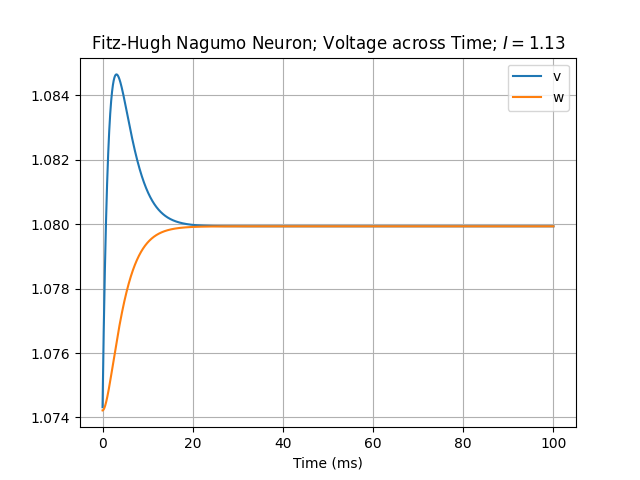 Fitz-Hugh Nagumo Neuron; Voltage across Time; I = 1.13
v
w
1.084
1.082
1.080
1.078
1.076
1.074
0 20 40 60 80 100
Time (ms)